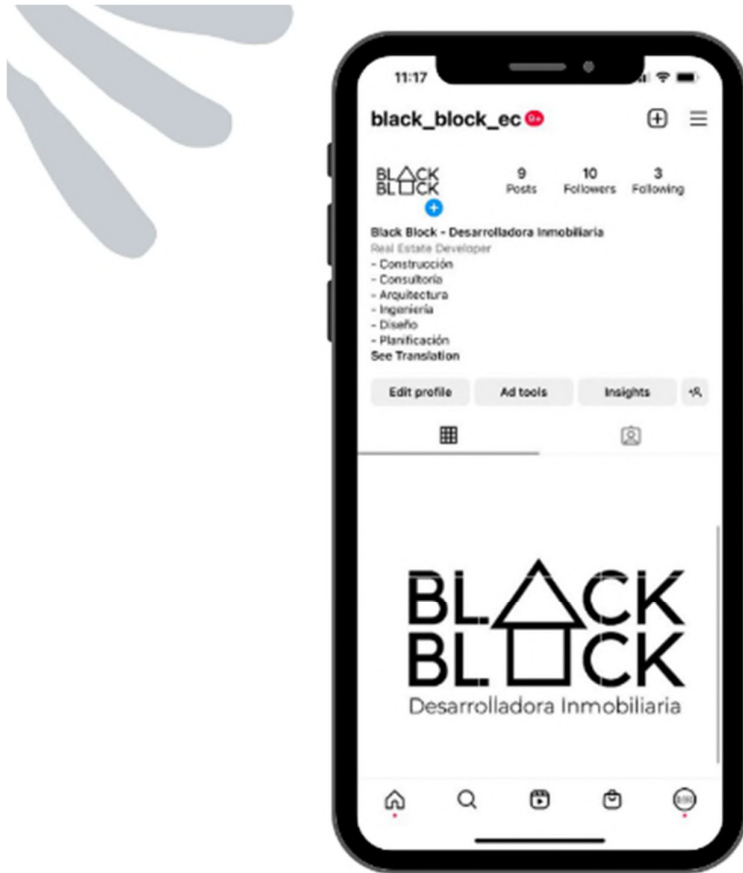 11:17
black_block_ec 9+
BLACK
BLOCK
9 10 3
Posts Followers Following
Black Block - Desarrolladora Inmobiliaria
Real Estate Developer
- Construcción
- Consultoría
- Arquitectura
- Ingeniería
- Diseño
- Planificación
See Translation
Edit profile Ad tools Insights
BLACK
BLOCK
Desarrolladora Inmobiliaria